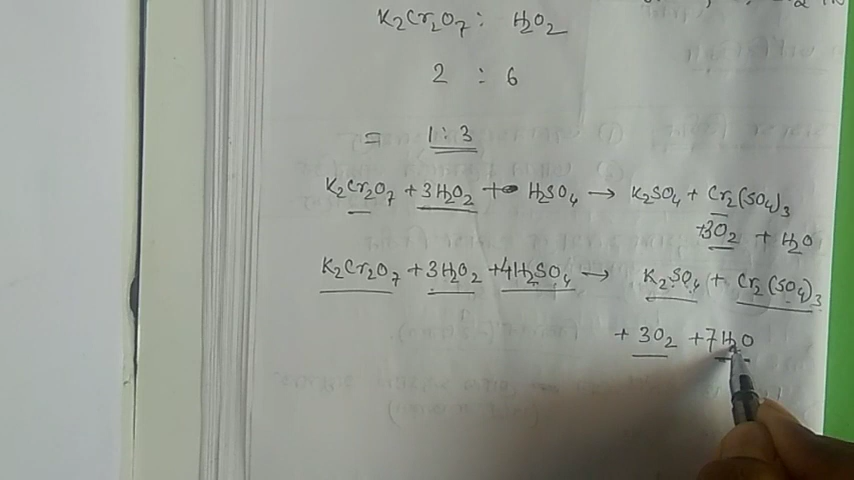 K₂Cr₂O₇ : H₂O₂
2 : 6
= 1 : 3
K₂Cr₂O₇ + 3H₂O₂ + H₂SO₄ → K₂SO₄ + Cr₂(SO₄)₃
+3O₂ + H₂O
K₂Cr₂O₇ + 3H₂O₂ + 4H₂SO₄ → K₂SO₄ + Cr₂(SO₄)₃
+ 3O₂ + 7H₂O